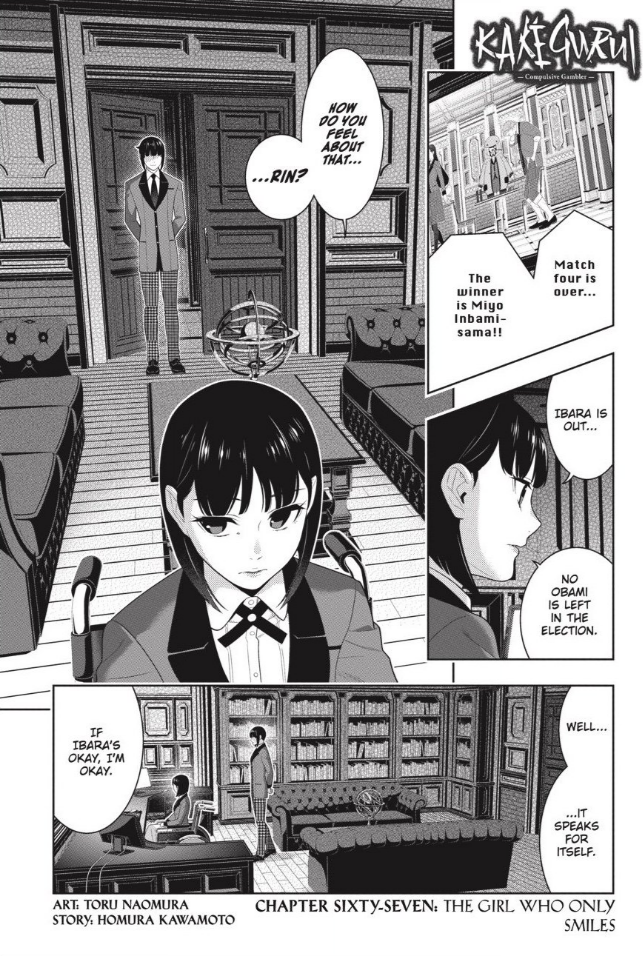 KAKEGURUI
— Compulsive Gambler —
Match
four is
over...
The
winner
is Miyo
Inbami-
sama!!
IBARA IS
OUT...
NO
OBAMI
IS LEFT
IN THE
ELECTION.
HOW
DO YOU
FEEL
ABOUT
THAT...
...RIN?
WELL...
...IT
SPEAKS
FOR
ITSELF.
IF
IBARA'S
OKAY, I'M
OKAY.
ART: TORU NAOMURA
STORY: HOMURA KAWAMOTO
CHAPTER SIXTY-SEVEN: THE GIRL WHO ONLY
SMILES